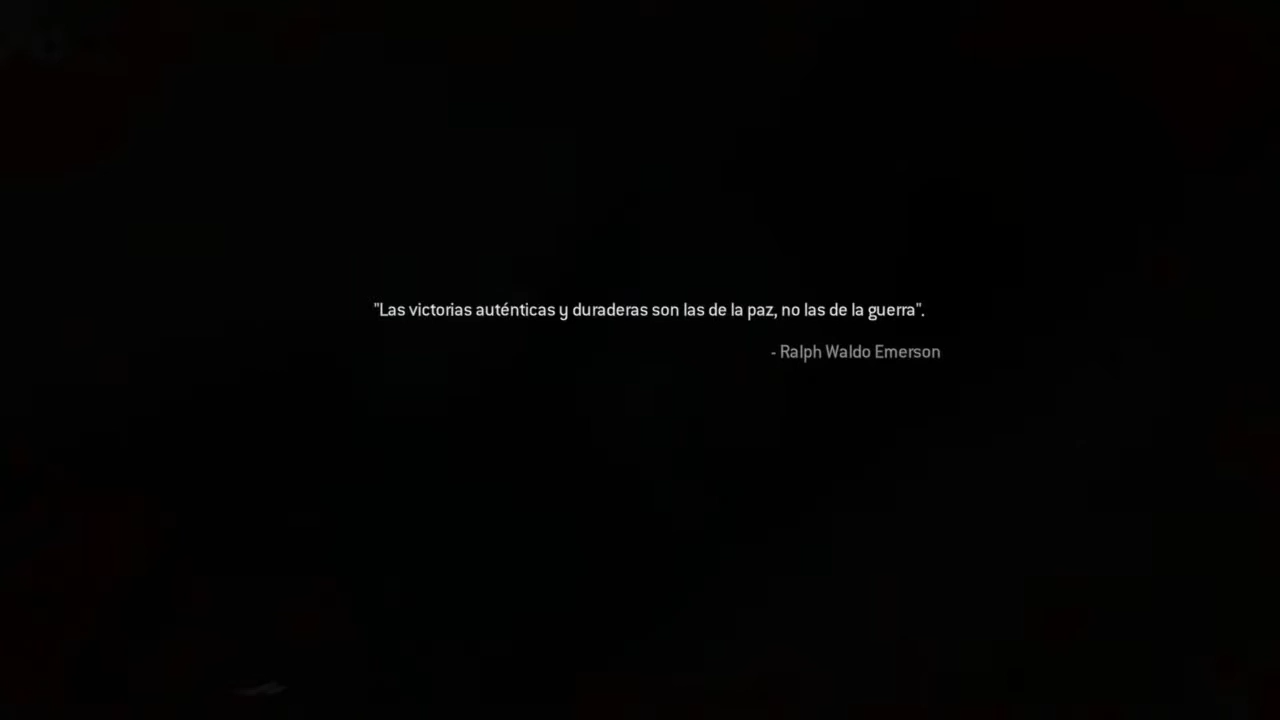 "Las victorias auténticas y duraderas son las de la paz, no las de la guerra".
- Ralph Waldo Emerson